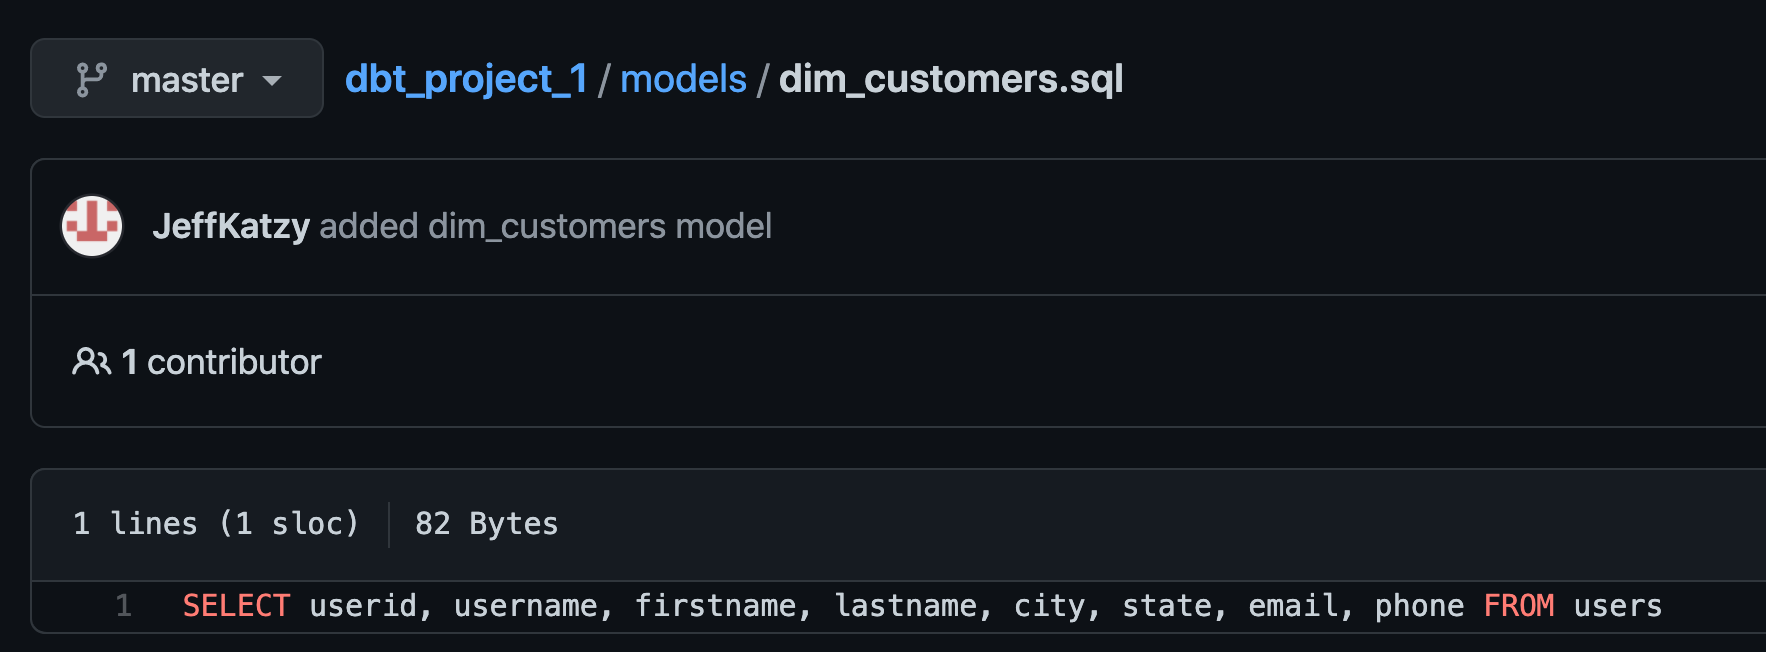 master dbt_project_1 / models / dim_customers.sql
JeffKatzy added dim_customers model
1 contributor
1 lines (1 sloc) 82 Bytes
1 SELECT userid, username, firstname, lastname, city, state, email, phone FROM users